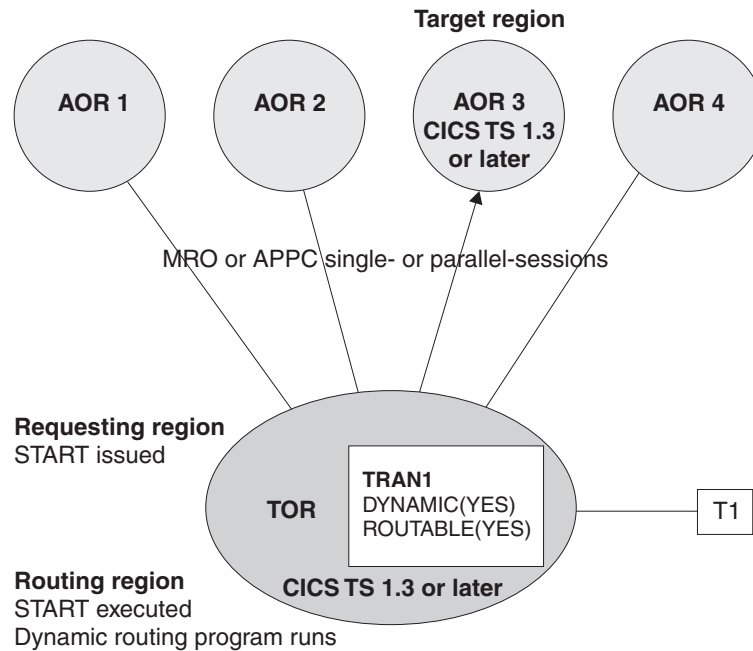 Target region
AOR 1
AOR 2
AOR 3
CICS TS 1.3
or later
AOR 4
MRO or APPC single- or parallel-sessions
Requesting region
START issued
TOR
TRAN1
DYNAMIC(YES)
ROUTABLE(YES)
T1
CICS TS 1.3 or later
Routing region
START executed
Dynamic routing program runs